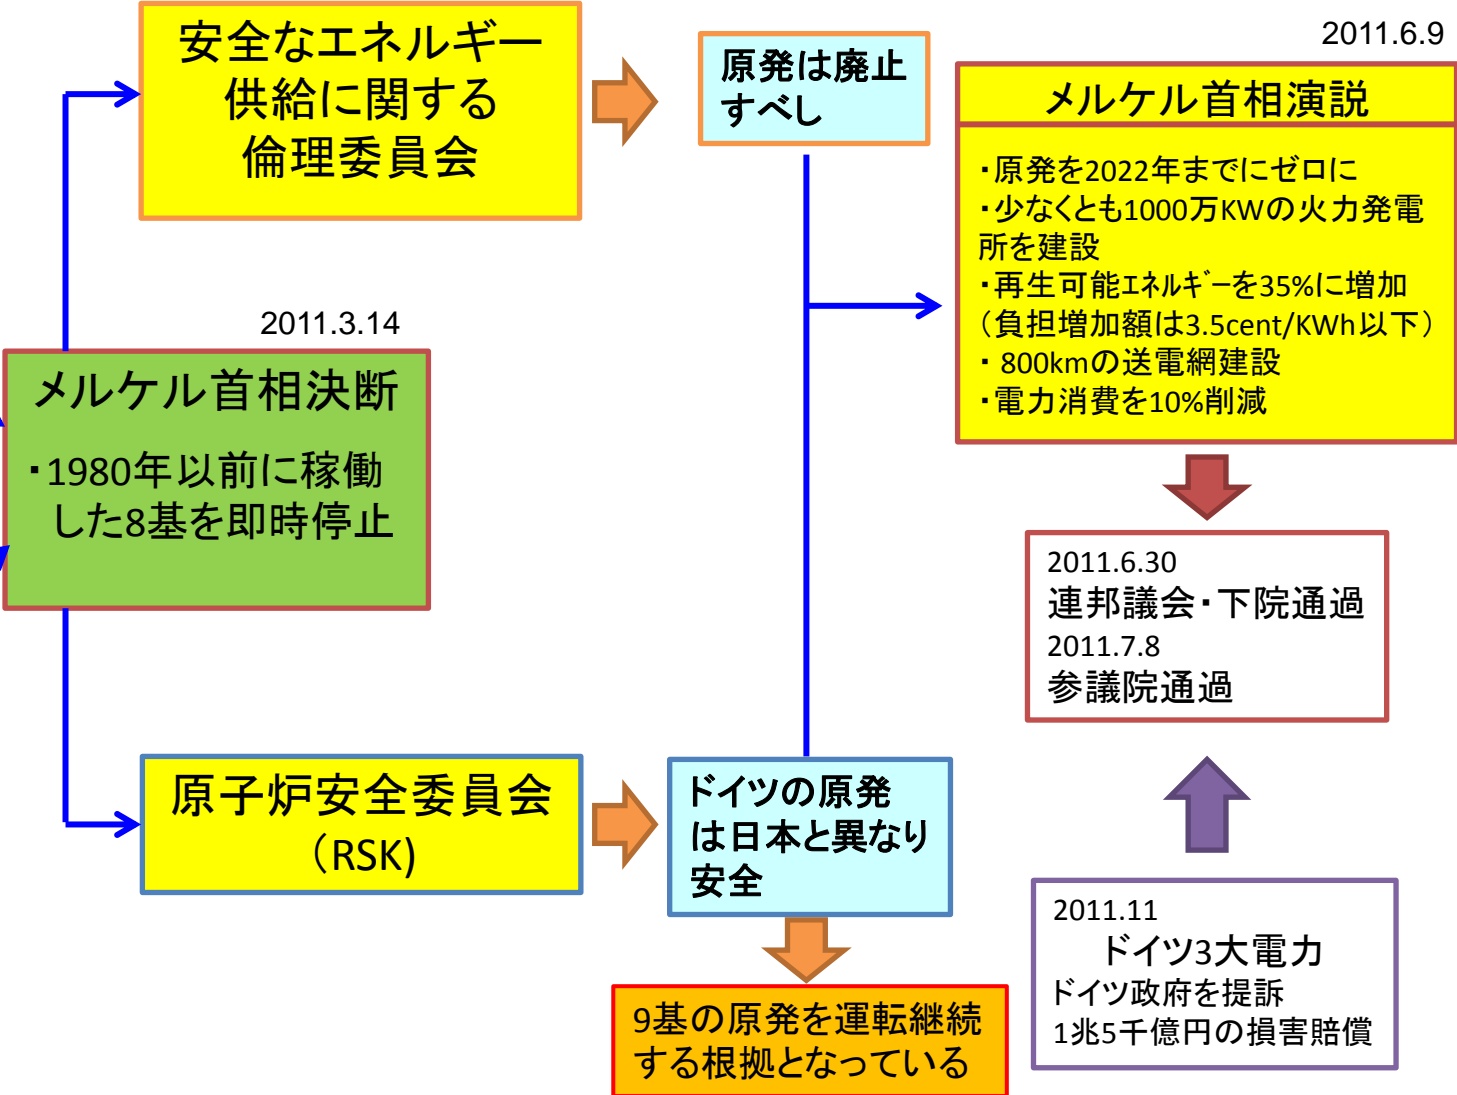 安全なエネルギー
供給に関する
倫理委員会
原発は廃止
すべし
2011.6.9
メルケル首相演説
・原発を2022年までにゼロに
・少なくとも1000万KWの火力発電
所を建設
・再生可能ｴﾈﾙｷﾞｰを35%に増加
（負担増加額は3.5cent/KWh以下）
・ 800kmの送電網建設
・電力消費を10%削減
2011.3.14
メルケル首相決断
・1980年以前に稼働
した8基を即時停止
2011.6.30
連邦議会・下院通過
2011.7.8
参議院通過
原子炉安全委員会
（RSK)
ドイツの原発
は日本と異なり
安全
9基の原発を運転継続
する根拠となっている
2011.11
ドイツ3大電力
ドイツ政府を提訴
1兆5千億円の損害賠償